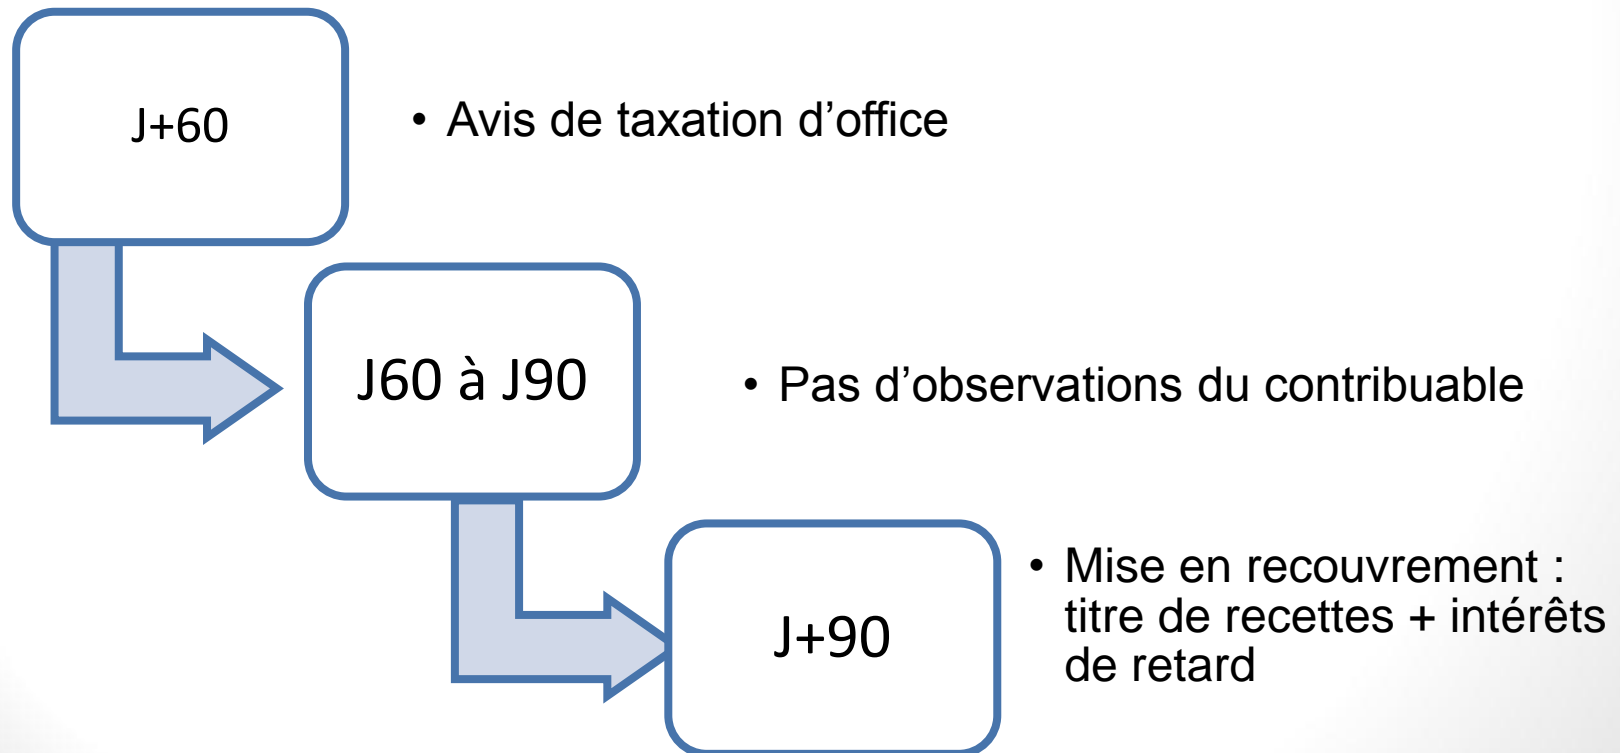 J+60
• Avis de taxation d’office
J60 à J90
• Pas d’observations du contribuable
J+90
• Mise en recouvrement :
titre de recettes + intérêts
de retard